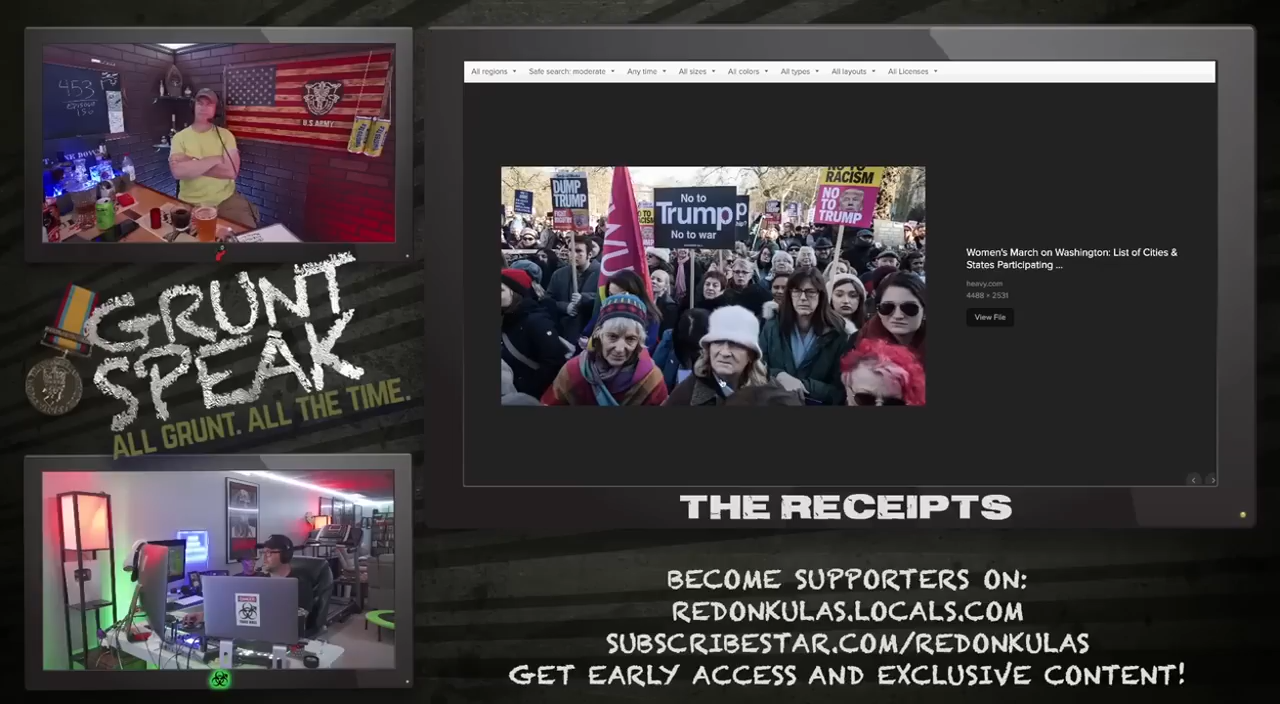 453
EPISODE
U.S. ARMY
GRUNT
SPEAK
ALL GRUNT. ALL THE TIME.
All regions
Safe search: moderate
Any time
All sizes
All colors
All types
All layouts
All Licenses
DUMP
TRUMP
No to
Trump
No to war
NO TO
RACISM
NO
TO TRUMP
Women's March on Washington: List of Cities &
States Participating ...
heavy.com
4488 × 2531
View File
THE RECEIPTS
BECOME SUPPORTERS ON:
REDONKULAS.LOCALS.COM
SUBSCRIBESTAR.COM/REDONKULAS
GET EARLY ACCESS AND EXCLUSIVE CONTENT!